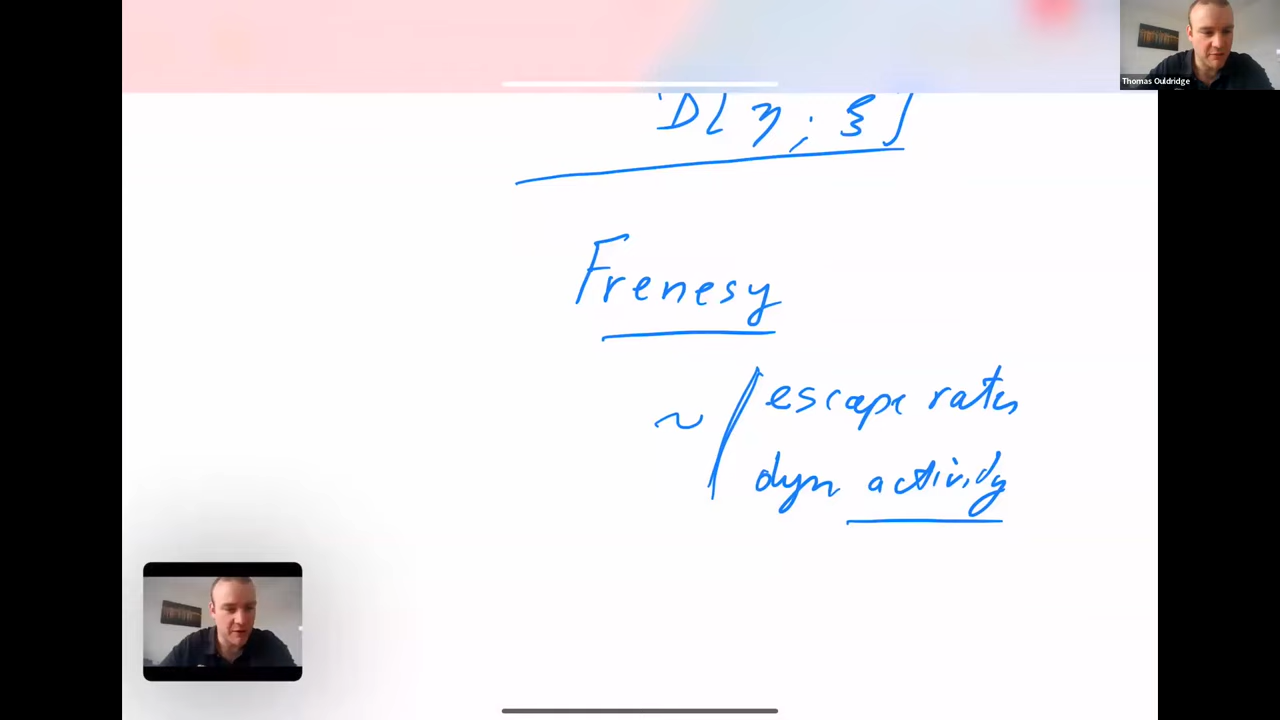 Thomas Ouldridge
D[η; ξ]
Frenesy
~ escape rates
dyn activity